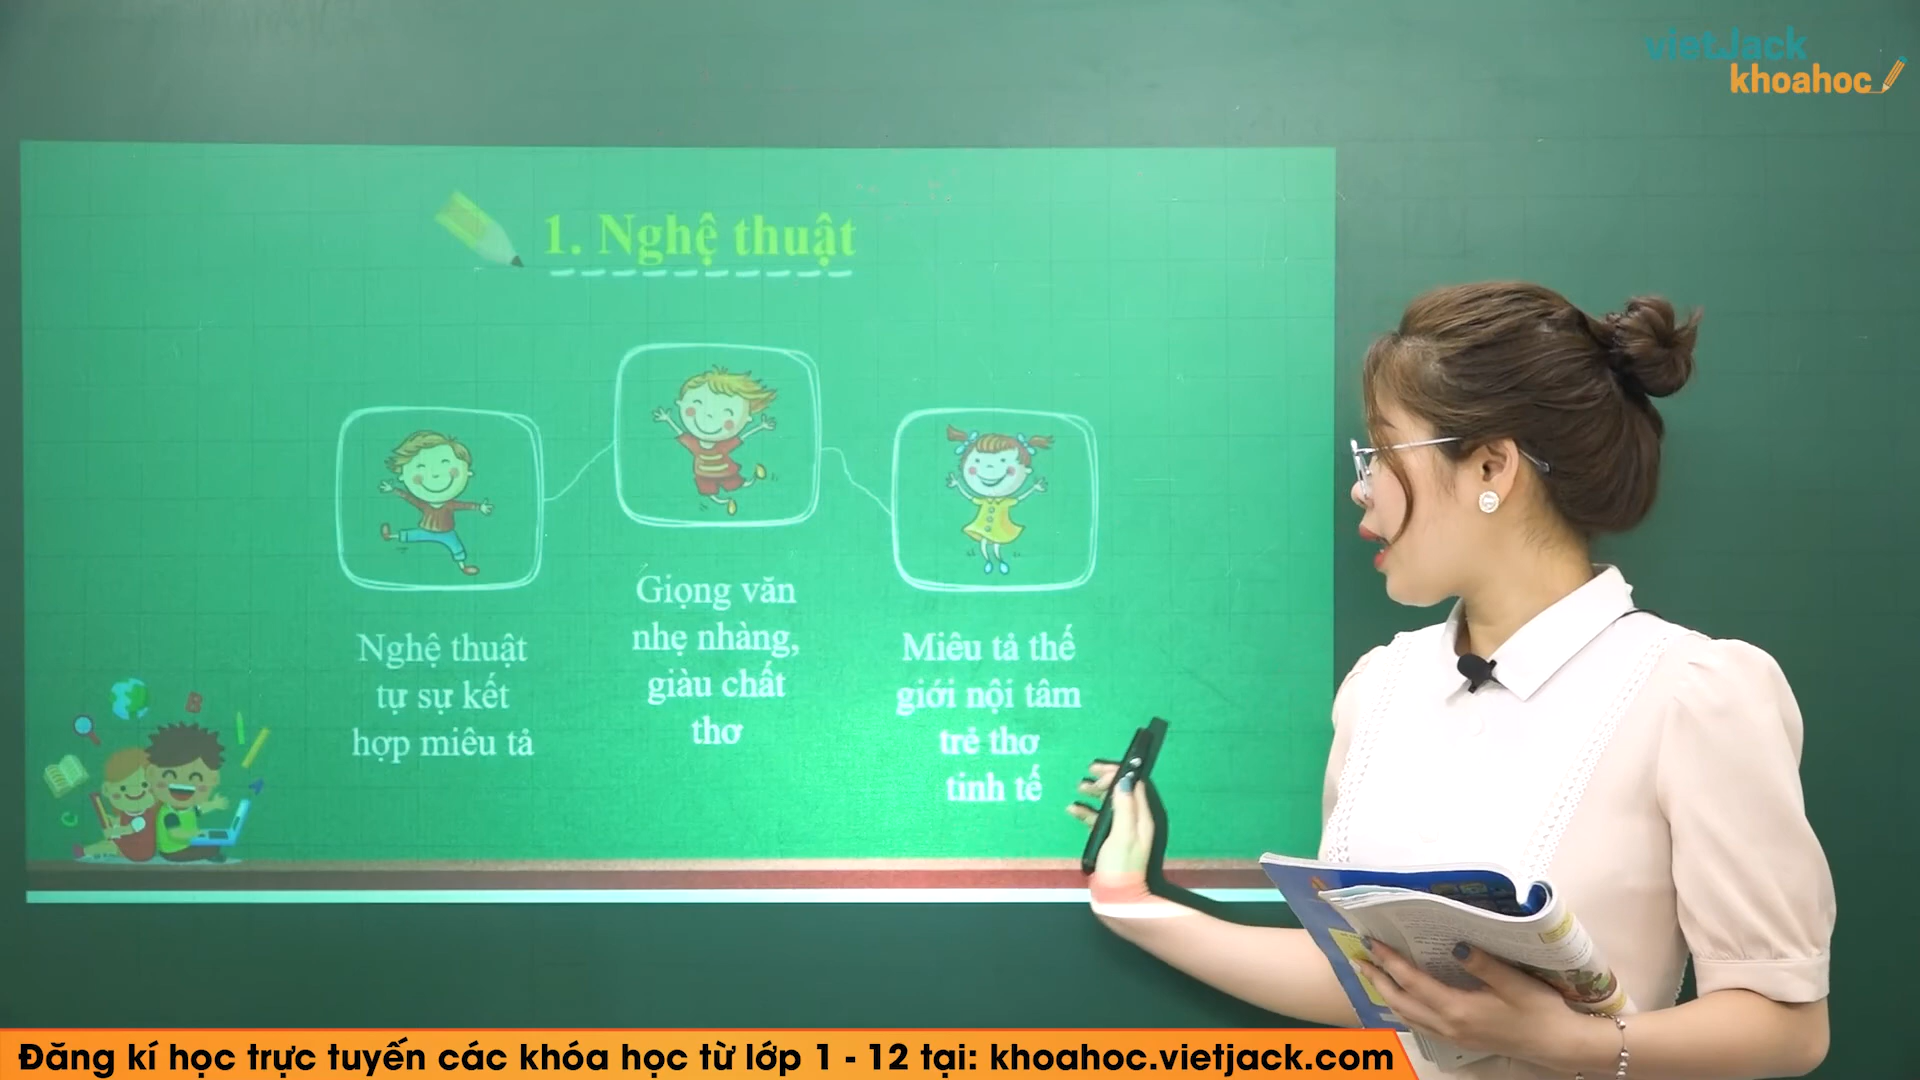 vietJack
khoahoc
1. Nghệ thuật
Nghệ thuật
tự sự kết
hợp miêu tả
Giọng văn
nhẹ nhàng,
giàu chất
thơ
Miêu tả thế
giới nội tâm
trẻ thơ
tinh tế
B
A
Đăng kí học trực tuyến các khóa học từ lớp 1 - 12 tại: khoahoc.vietjack.com